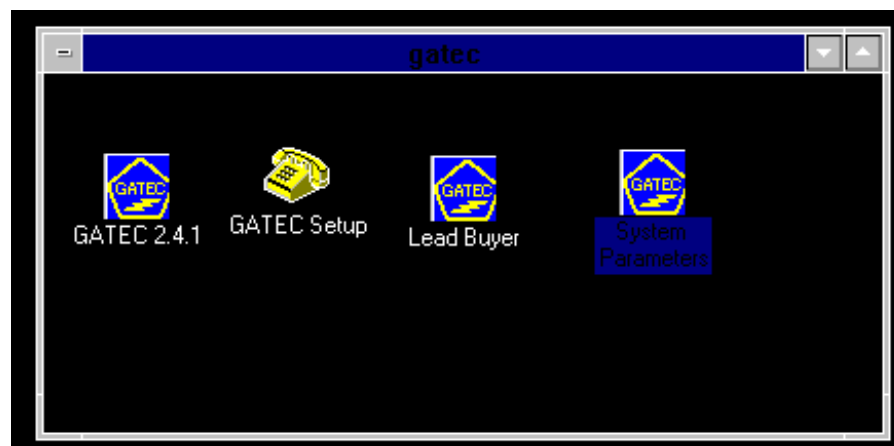 gatec
GATEC
GATEC
GATEC
GATEC 2.4.1
GATEC Setup
Lead Buyer
System
Parameters